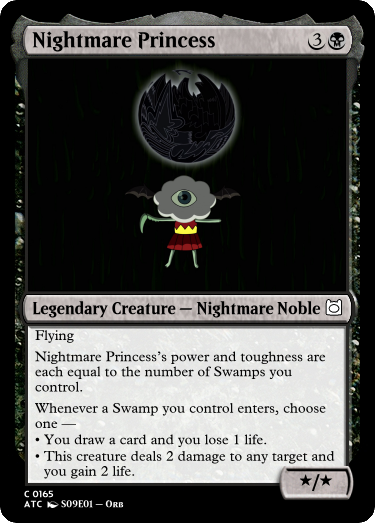 Nightmare Princess 3
Legendary Creature — Nightmare Noble
Flying
Nightmare Princess's power and toughness are
each equal to the number of Swamps you
control.
Whenever a Swamp you control enters, choose
one —
• You draw a card and you lose 1 life.
• This creature deals 2 damage to any target and
you gain 2 life.
★/★
C 0165
ATC S09E01 — Orb